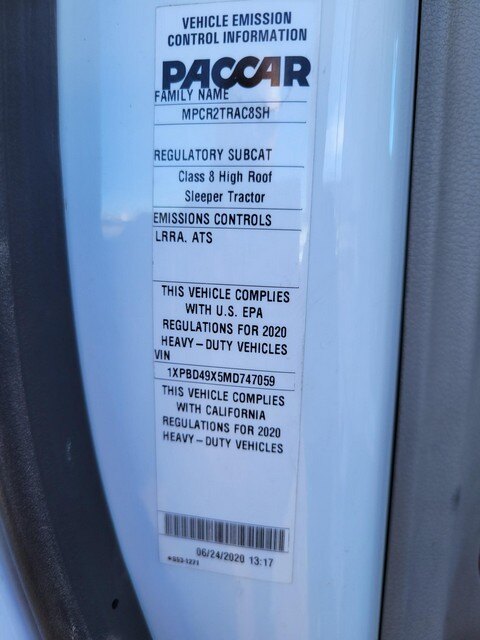 VEHICLE EMISSION
CONTROL INFORMATION
PACCAR
FAMILY NAME
MPCR2TRAC8SH
REGULATORY SUBCAT
Class 8 High Roof
Sleeper Tractor
EMISSIONS CONTROLS
LRRA. ATS
THIS VEHICLE COMPLIES
WITH U.S. EPA
REGULATIONS FOR 2020
HEAVY-DUTY VEHICLES
VIN
1XPBD49X5MD747059
THIS VEHICLE COMPLIES
WITH CALIFORNIA
REGULATIONS FOR 2020
HEAVY-DUTY VEHICLES
06/24/2020 13:17